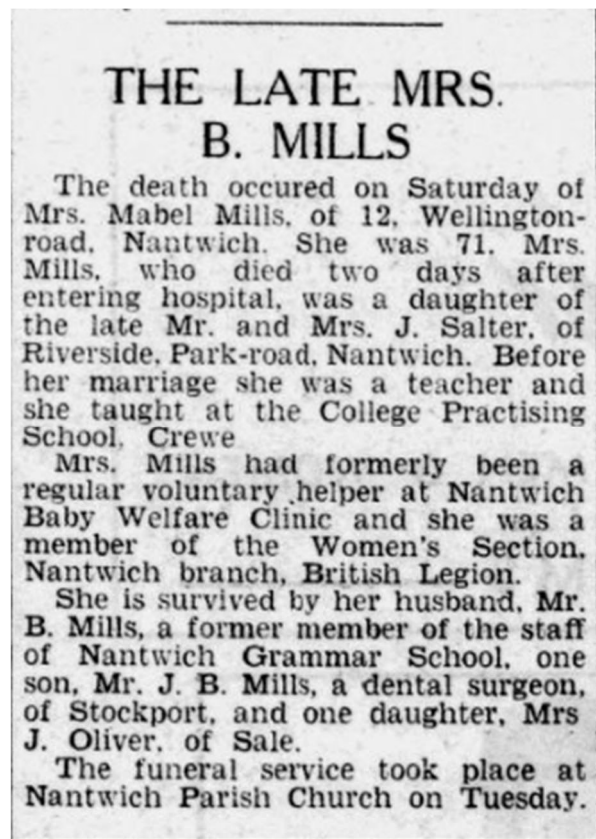 THE LATE MRS.
B. MILLS
The death occured on Saturday of
Mrs. Mabel Mills, of 12, Wellington-
road, Nantwich. She was 71. Mrs.
Mills, who died two days after
entering hospital, was a daughter of
the late Mr. and Mrs. J. Salter, of
Riverside, Park-road, Nantwich. Before
her marriage she was a teacher and
she taught at the College Practising
School, Crewe
Mrs. Mills had formerly been a
regular voluntary helper at Nantwich
Baby Welfare Clinic and she was a
member of the Women's Section,
Nantwich branch, British Legion.
She is survived by her husband, Mr.
B. Mills, a former member of the staff
of Nantwich Grammar School, one
son, Mr. J. B. Mills, a dental surgeon,
of Stockport, and one daughter, Mrs
J. Oliver, of Sale.
The funeral service took place at
Nantwich Parish Church on Tuesday.